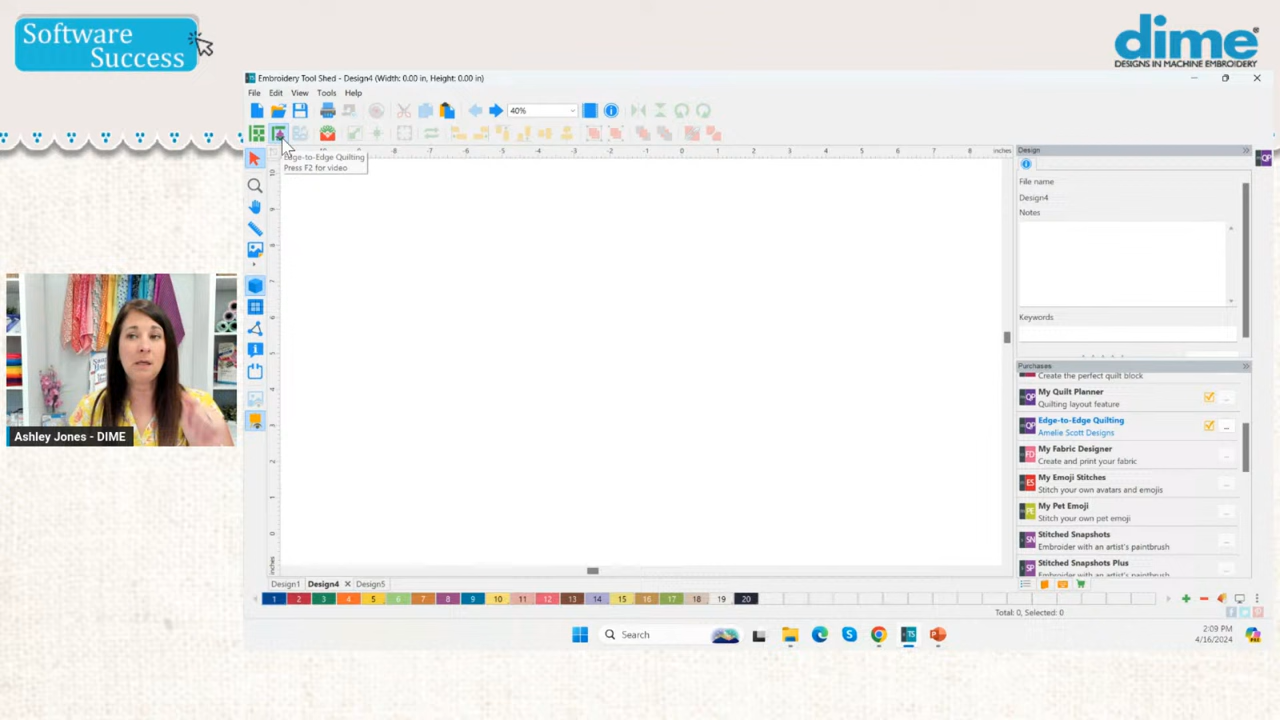 Software
Success
dime
DESIGNS IN MACHINE EMBROIDERY
Embroidery Tool Shed - Design4 (Width: 0.00 in, Height: 0.00 in)
File Edit View Tools Help
40%
Edge-to-Edge Quilting
Press F2 for video
inches
Design
File name
Design4
Notes
Keywords
Purchases
Create the perfect quilt block
My Quilt Planner
Quilting layout feature
Edge-to-Edge Quilting
Amelie Scott Designs
My Fabric Designer
Create and print your fabric
My Emoji Stitches
Stitch your own avatars and emojis
My Pet Emoji
Stitch your own pet emoji
Stitched Snapshots
Embroider with an artist's paintbrush
Stitched Snapshots Plus
Embroider with an artist's paintbrush
Ashley Jones - DIME
Design1 Design4 Design5
1 2 3 4 5 6 7 8 9 10 11 12 13 14 15 16 17 18 19 20
Total: 0, Selected: 0
Search
2:09 PM
4/16/2024